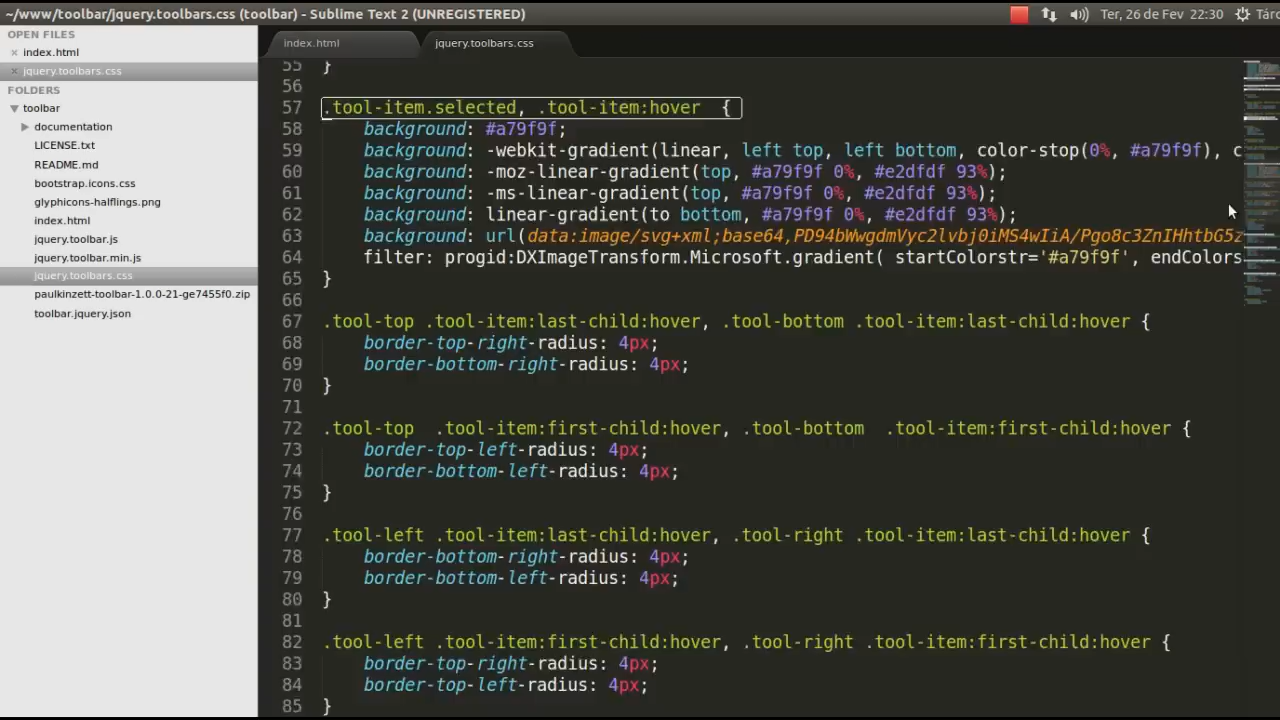 ~/www/toolbar/jquery.toolbars.css (toolbar) - Sublime Text 2 (UNREGISTERED)
Ter, 26 de Fev 22:30
OPEN FILES
index.html
jquery.toolbars.css
FOLDERS
toolbar
documentation
LICENSE.txt
README.md
bootstrap.icons.css
glyphicons-halflings.png
index.html
jquery.toolbar.js
jquery.toolbar.min.js
jquery.toolbars.css
paulkinzett-toolbar-1.0.0-21-ge7455f0.zip
toolbar.jquery.json
index.html
jquery.toolbars.css
55 }
56
57 .tool-item.selected, .tool-item:hover {
58 background: #a79f9f;
59 background: -webkit-gradient(linear, left top, left bottom, color-stop(0%, #a79f9f), c
60 background: -moz-linear-gradient(top, #a79f9f 0%, #e2dfdf 93%);
61 background: -ms-linear-gradient(top, #a79f9f 0%, #e2dfdf 93%);
62 background: linear-gradient(to bottom, #a79f9f 0%, #e2dfdf 93%);
63 background: url(data:image/svg+xml;base64,PD94bWwgdmVyc2lvbj0iMS4wIiA/Pgo8c3ZnIHhtbG5z
64 filter: progid:DXImageTransform.Microsoft.gradient( startColorstr='#a79f9f', endColors
65 }
66
67 .tool-top .tool-item:last-child:hover, .tool-bottom .tool-item:last-child:hover {
68 border-top-right-radius: 4px;
69 border-bottom-right-radius: 4px;
70 }
71
72 .tool-top .tool-item:first-child:hover, .tool-bottom .tool-item:first-child:hover {
73 border-top-left-radius: 4px;
74 border-bottom-left-radius: 4px;
75 }
76
77 .tool-left .tool-item:last-child:hover, .tool-right .tool-item:last-child:hover {
78 border-bottom-right-radius: 4px;
79 border-bottom-left-radius: 4px;
80 }
81
82 .tool-left .tool-item:first-child:hover, .tool-right .tool-item:first-child:hover {
83 border-top-right-radius: 4px;
84 border-top-left-radius: 4px;
85 }